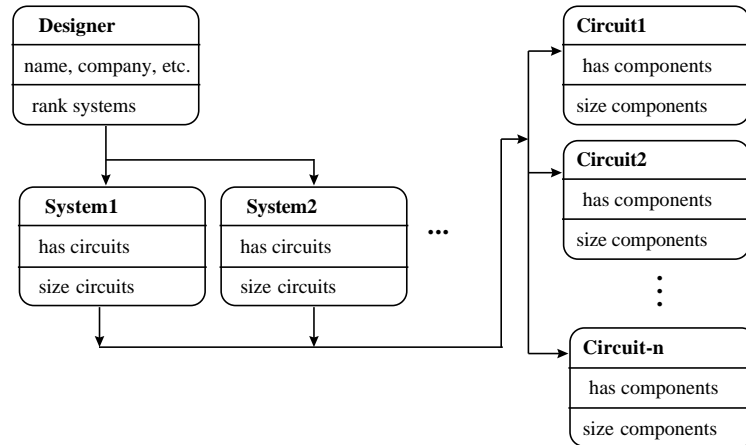 Designer
name, company, etc.
rank systems
System1
has circuits
size circuits
System2
has circuits
size circuits
...
Circuit1
has components
size components
Circuit2
has components
size components
Circuit-n
has components
size components